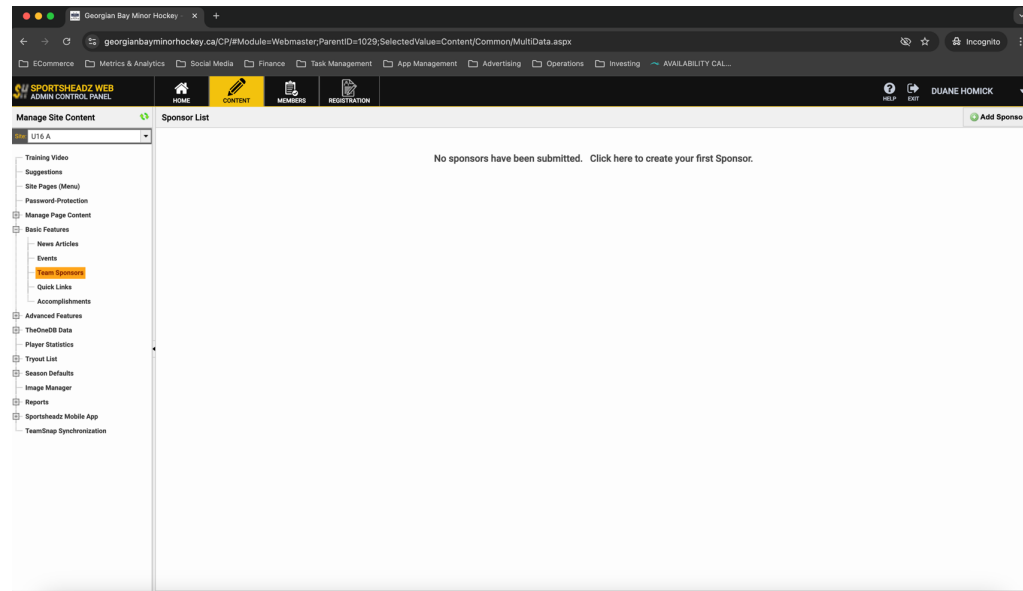 Georgian Bay Minor Hockey
georgianbayminorhockey.ca/CP/#Module=Webmaster;ParentID=1029;SelectedValue=Content/Common/MultiData.aspx
Incognito
ECommerce Metrics & Analytics Social Media Finance Task Management App Management Advertising Operations Investing AVAILABILITY CAL...
SPORTSHEADZ WEB
ADMIN CONTROL PANEL
HOME CONTENT MEMBERS REGISTRATION
HELP EXIT DUANE HOMICK
Manage Site Content
Sponsor List
Add Sponso
Site: U16 A
No sponsors have been submitted. Click here to create your first Sponsor.
Training Video
Suggestions
Site Pages (Menu)
Password-Protection
Manage Page Content
Basic Features
News Articles
Events
Team Sponsors
Quick Links
Accomplishments
Advanced Features
TheOneDB Data
Player Statistics
Tryout List
Season Defaults
Image Manager
Reports
Sportsheadz Mobile App
TeamSnap Synchronization